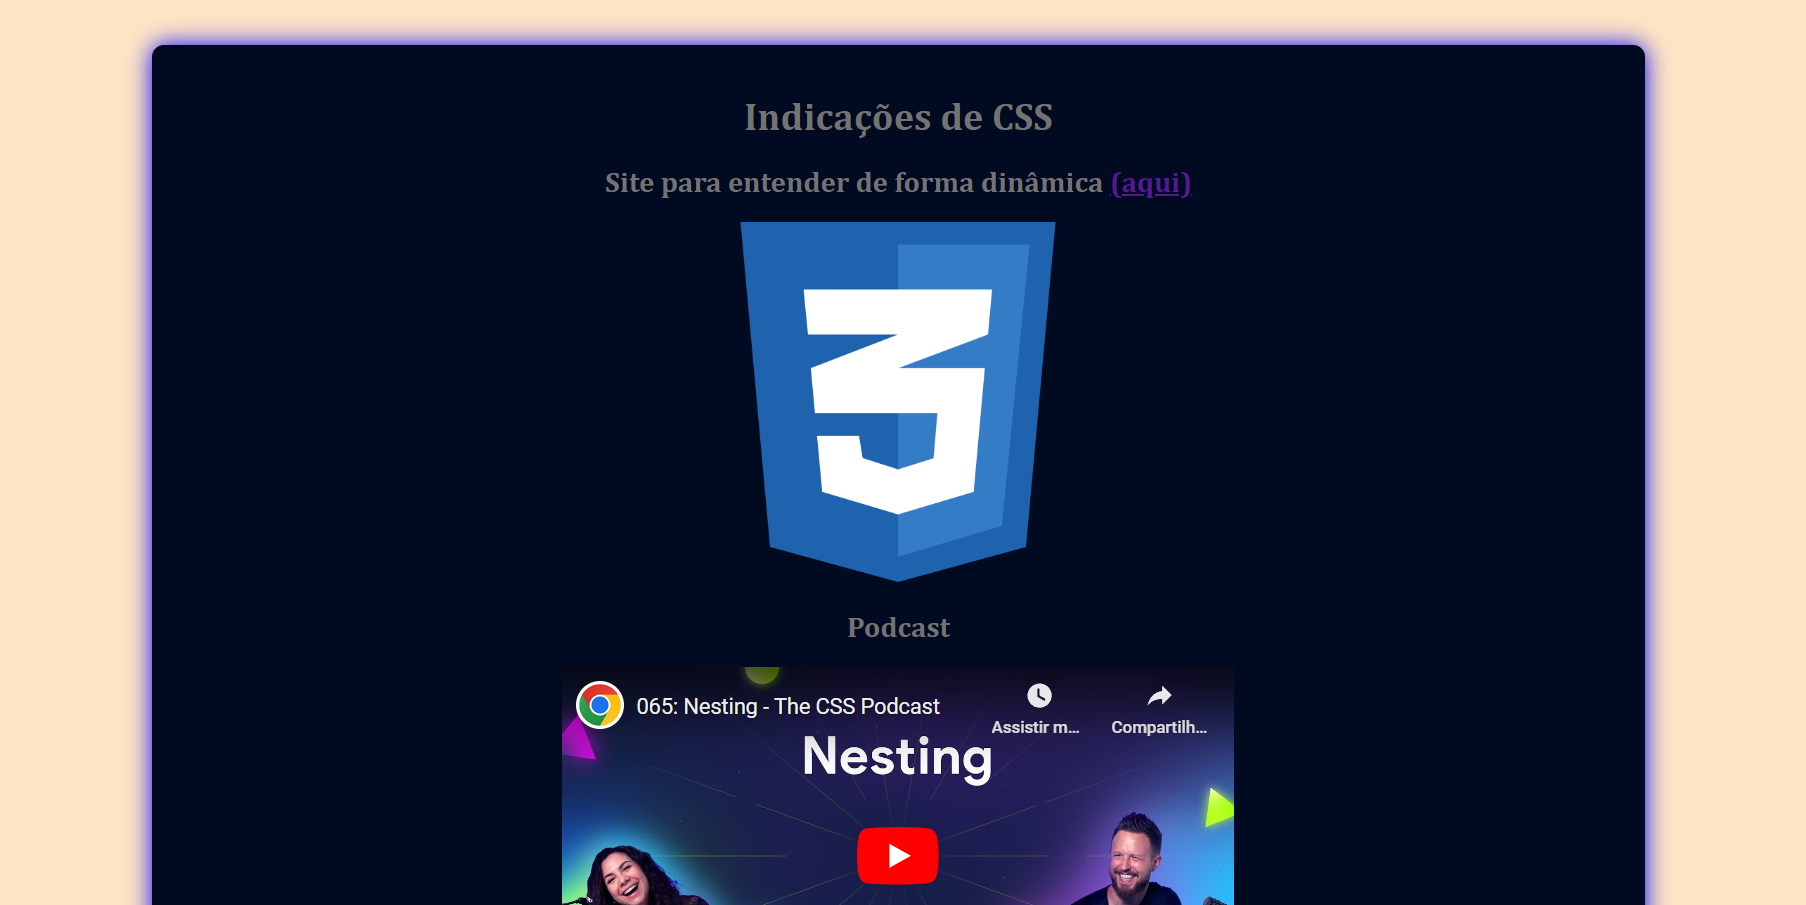 Indicações de CSS
Site para entender de forma dinâmica (aqui)
3
Podcast
065: Nesting - The CSS Podcast
Assistir m...
Compartilh...
Nesting